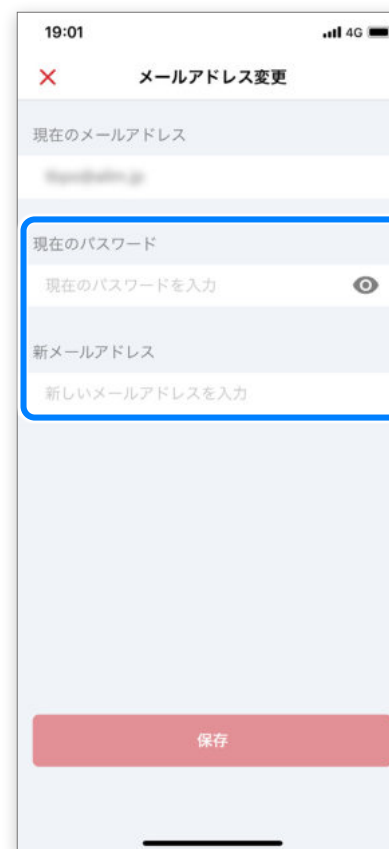 19:01 4G
メールアドレス変更
現在のメールアドレス
現在のパスワード
現在のパスワードを入力
新メールアドレス
新しいメールアドレスを入力
保存